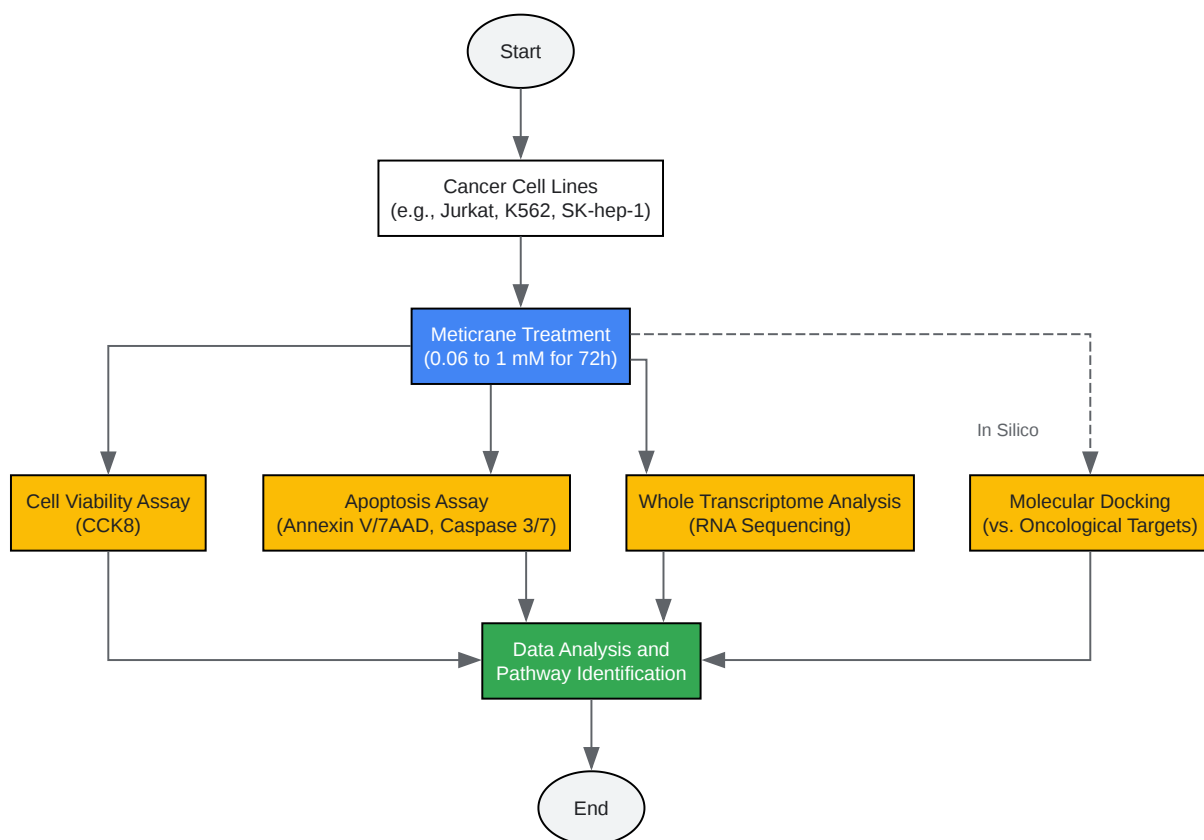 Start
Cancer Cell Lines
(e.g., Jurkat, K562, SK-hep-1)
Meticrane Treatment
(0.06 to 1 mM for 72h)
In Silico
Cell Viability Assay
(CCK8)
Apoptosis Assay
(Annexin V/7AAD, Caspase 3/7)
Whole Transcriptome Analysis
(RNA Sequencing)
Molecular Docking
(vs. Oncological Targets)
Data Analysis and
Pathway Identification
End